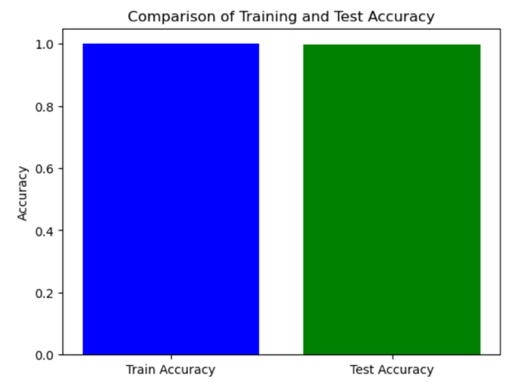 Comparison of Training and Test Accuracy
1.0
0.8
0.6
0.4
0.2
0.0
Accuracy
Train Accuracy
Test Accuracy